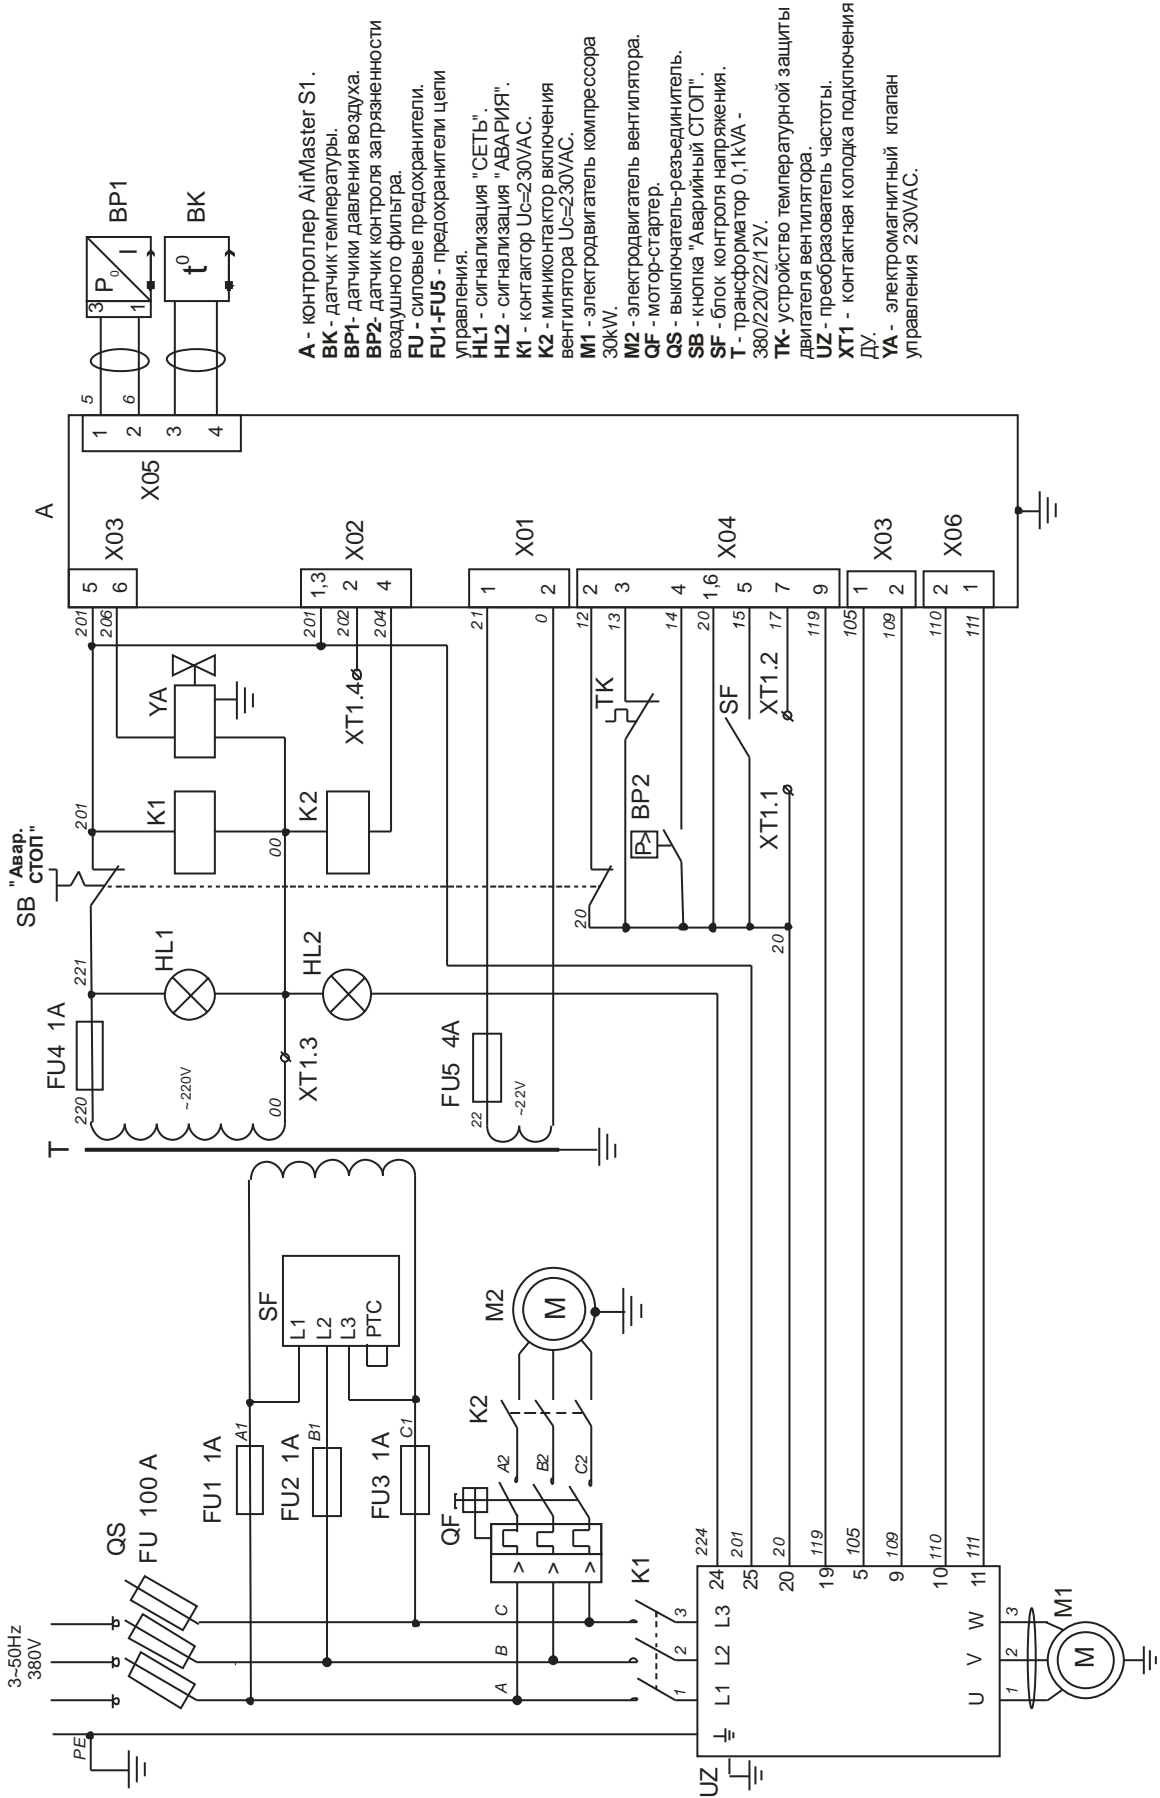 3~50Hz
380V
PE
QS
FU 100 A
FU1 1A
A1
FU2 1A
B1
FU3 1A
C1
SF
L1
L2
L3
PTC
T
220
FU4 1A
221
~220V
00
XT1.3
HL1
HL2
SB "Авар.
СТОП"
201
K1
00
K2
YA
XT1.4
201
206
5
6
X03
201
202
204
1,3
2
4
X02
A
X05
1
2
3
4
5
6
3
1
P
0
I
BP1
t0
BK
22
FU5 4A
~22V
21
0
1
2
X01
QF
>
>
>
A2
B2
C2
K2
M2
M
A
B
C
K1
1
2
3
L1
L2
L3
UZ
U
V
W
1
2
3
M1
M
24
25
20
19
5
9
10
11
224
201
20
119
105
109
110
111
20
20
P>
BP2
TK
SF
XT1.1
XT1.2
12
13
14
20
15
17
119
105
109
110
111
2
3
4
1,6
5
7
9
X04
1
2
X03
2
1
X06
A - контроллер AirMaster S1.
BK - датчик температуры.
BP1- датчики давления воздуха.
BP2- датчик контроля загрязненности
воздушного фильтра.
FU - силовые предохранители.
FU1-FU5 - предохранители цепи
управления.
HL1 - сигнализация "СЕТЬ".
HL2 - сигнализация "АВАРИЯ".
K1 - контактор Uc=230VAC.
K2 - миниконтактор включения
вентилятора Uc=230VAC.
M1 - электродвигатель компрессора
30kW.
M2 - электродвигатель вентилятора.
QF - мотор-стартер.
QS - выключатель-резъединитель.
SB - кнопка "Аварийный СТОП".
SF - блок контроля напряжения.
T - трансформатор 0,1kVA -
380/220/22/12V.
TK- устройство температурной защиты
двигателя вентилятора.
UZ - преобразователь частоты.
XT1 - контактная колодка подключения
ДУ.
YA - электромагнитный клапан
управления 230VAC.